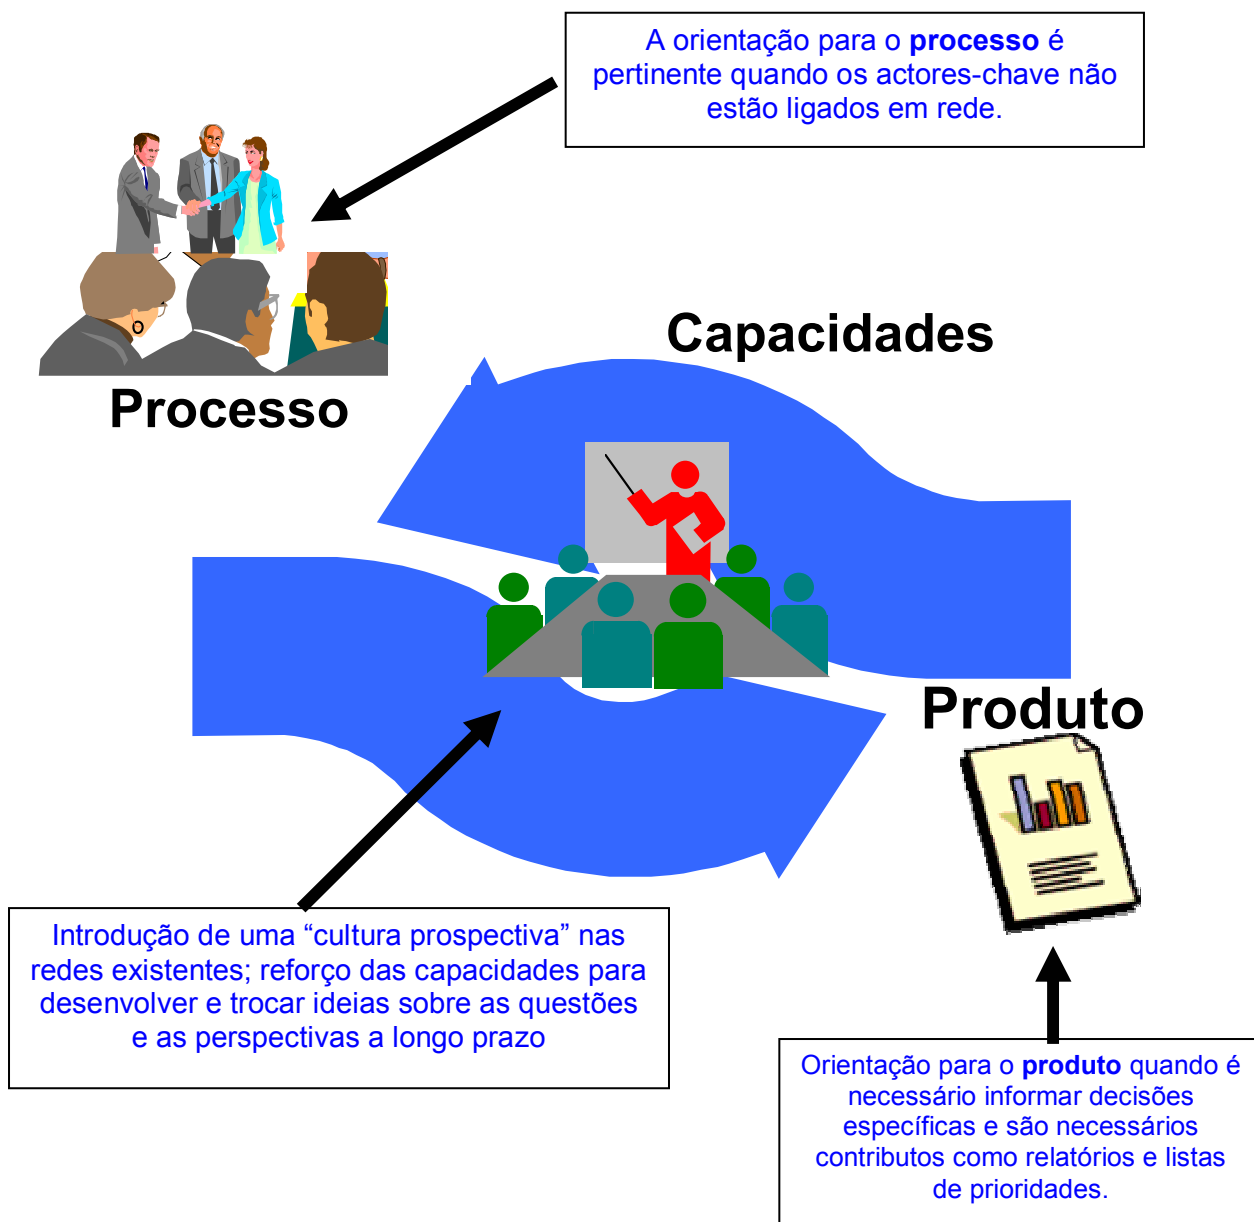 A orientação para o processo é
pertinente quando os actores-chave não
estão ligados em rede.
Capacidades
Processo
Produto
Introdução de uma “cultura prospectiva” nas
redes existentes; reforço das capacidades para
desenvolver e trocar ideias sobre as questões
e as perspectivas a longo prazo
Orientação para o produto quando é
necessário informar decisões
específicas e são necessários
contributos como relatórios e listas
de prioridades.